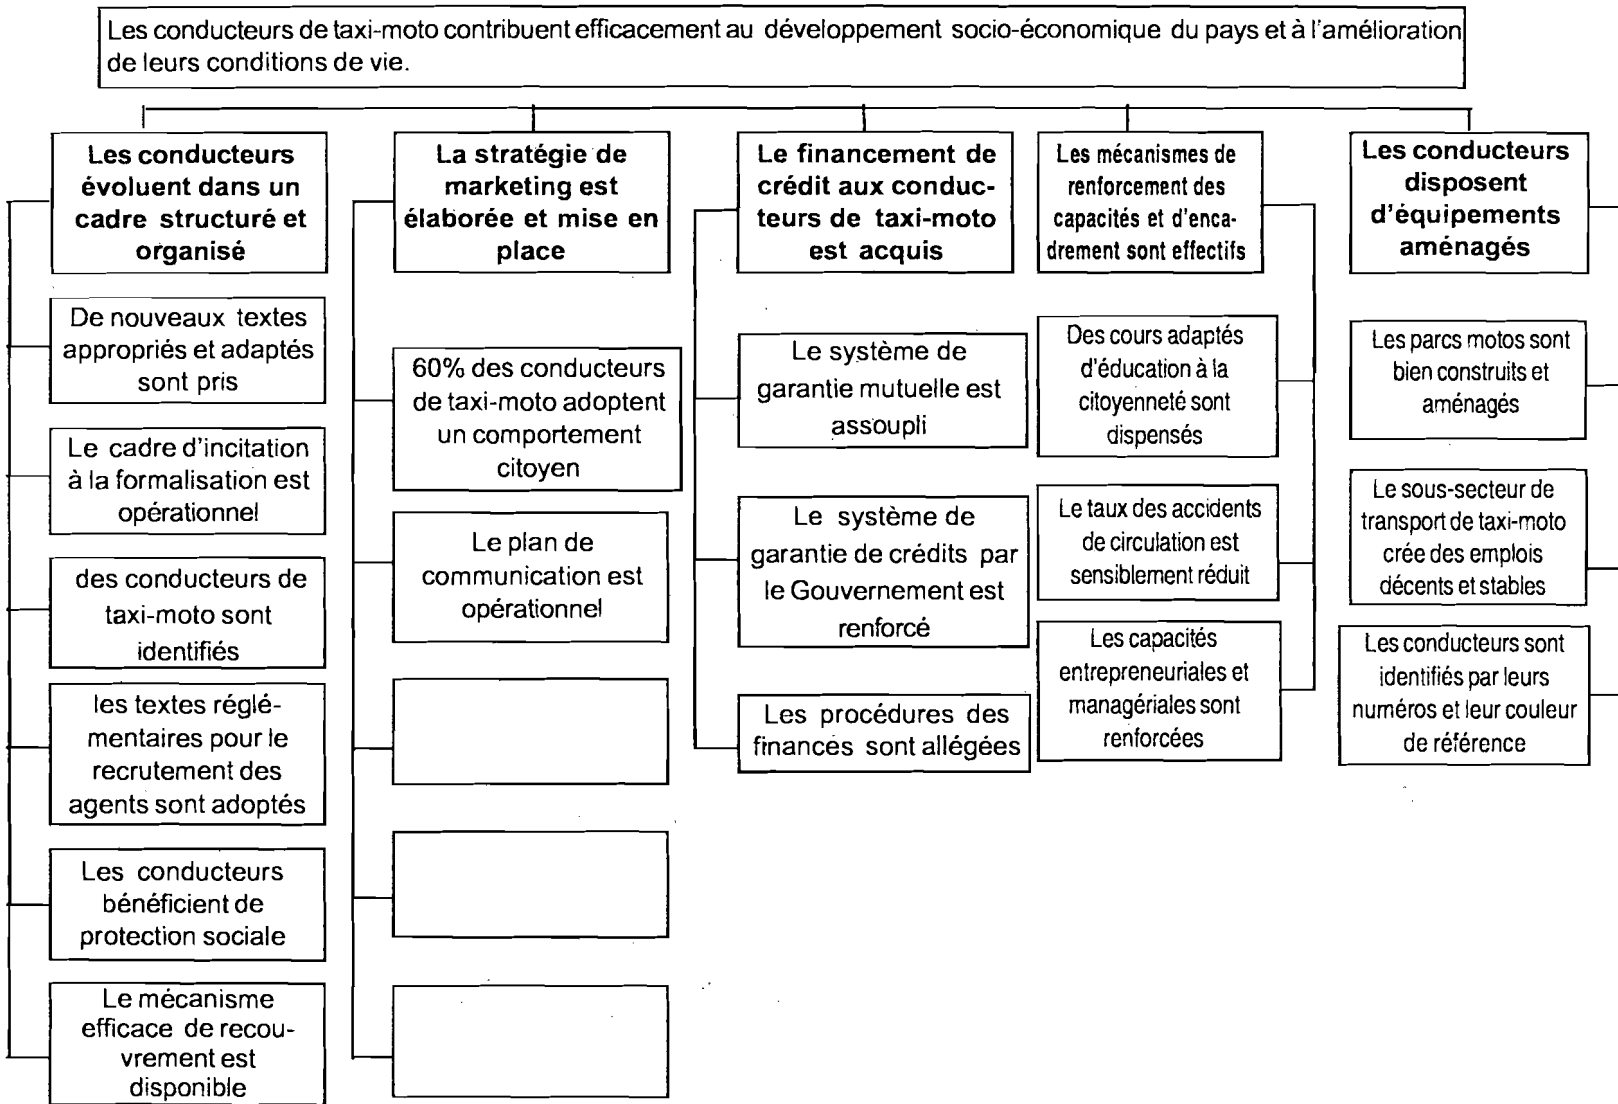 Les conducteurs de taxi-moto contribuent efficacement au développement socio-économique du pays et à l'amélioration
de leurs conditions de vie.
Les conducteurs
évoluent dans un
cadre structuré et
organisé
De nouveaux textes
appropriés et adaptés
sont pris
Le cadre d'incitation
à la formalisation est
opérationnel
des conducteurs de
taxi-moto sont
identifiés
les textes réglé-
mentaires pour le
recrutement des
agents sont adoptés
Les conducteurs
bénéficient de
protection sociale
Le mécanisme
efficace de recou-
vrement est
disponible
La stratégie de
marketing est
élaborée et mise en
place
60% des conducteurs
de taxi-moto adoptent
un comportement
citoyen
Le plan de
communication est
opérationnel
Le financement de
crédit aux conduc-
teurs de taxi-moto
est acquis
Le système de
garantie mutuelle est
assoupli
Le système de
garantie de crédits par
le Gouvernement est
renforcé
Les procédures des
finances sont allégées
Les mécanismes de
renforcement des
capacités et d'enca-
drement sont effectifs
Des cours adaptés
d'éducation à la
citoyenneté sont
dispensés
Le taux des accidents
de circulation est
sensiblement réduit
Les capacités
entrepreneuriales et
managériales sont
renforcées
Les conducteurs
disposent
d'équipements
aménagés
Les parcs motos sont
bien construits et
aménagés
Le sous-secteur de
transport de taxi-moto
crée des emplois
décents et stables
Les conducteurs sont
identifiés par leurs
numéros et leur couleur
de référence